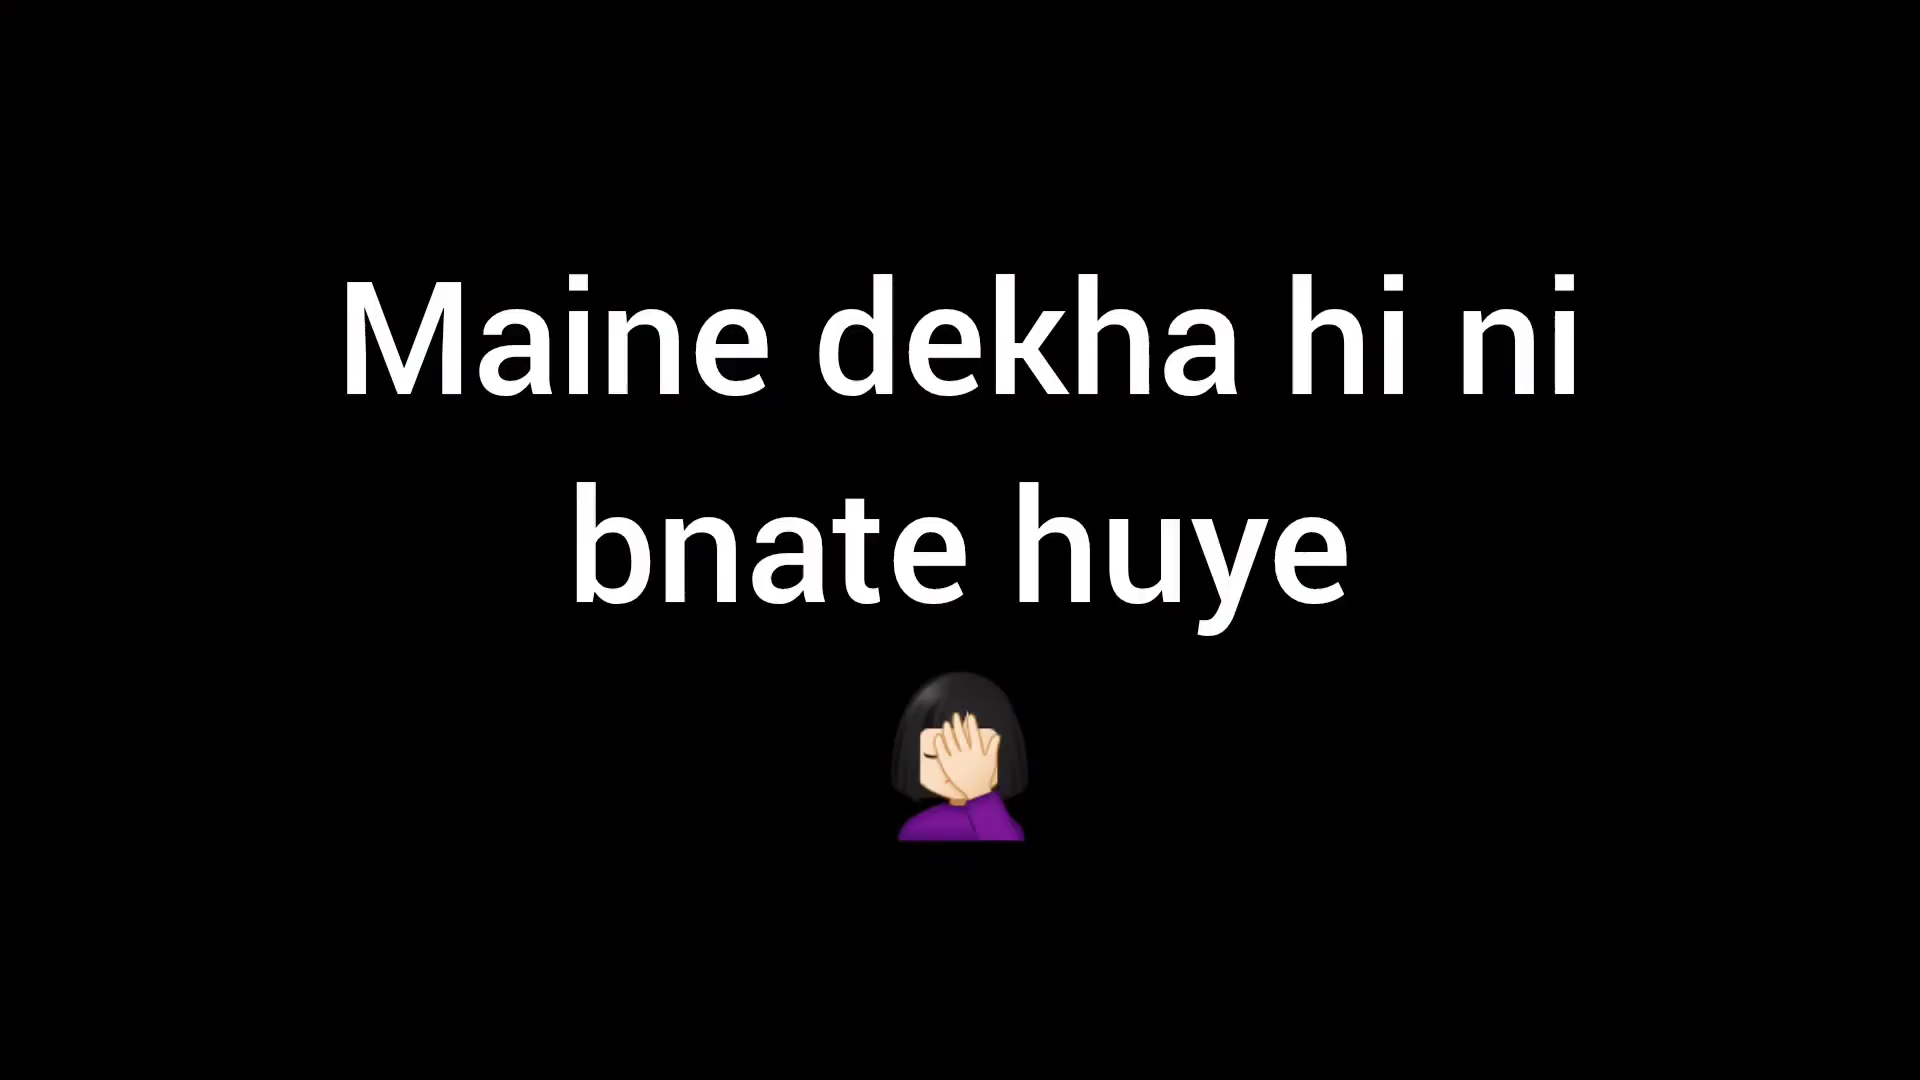 Maine dekha hi ni
bnate huye
🤦🏻‍♀️